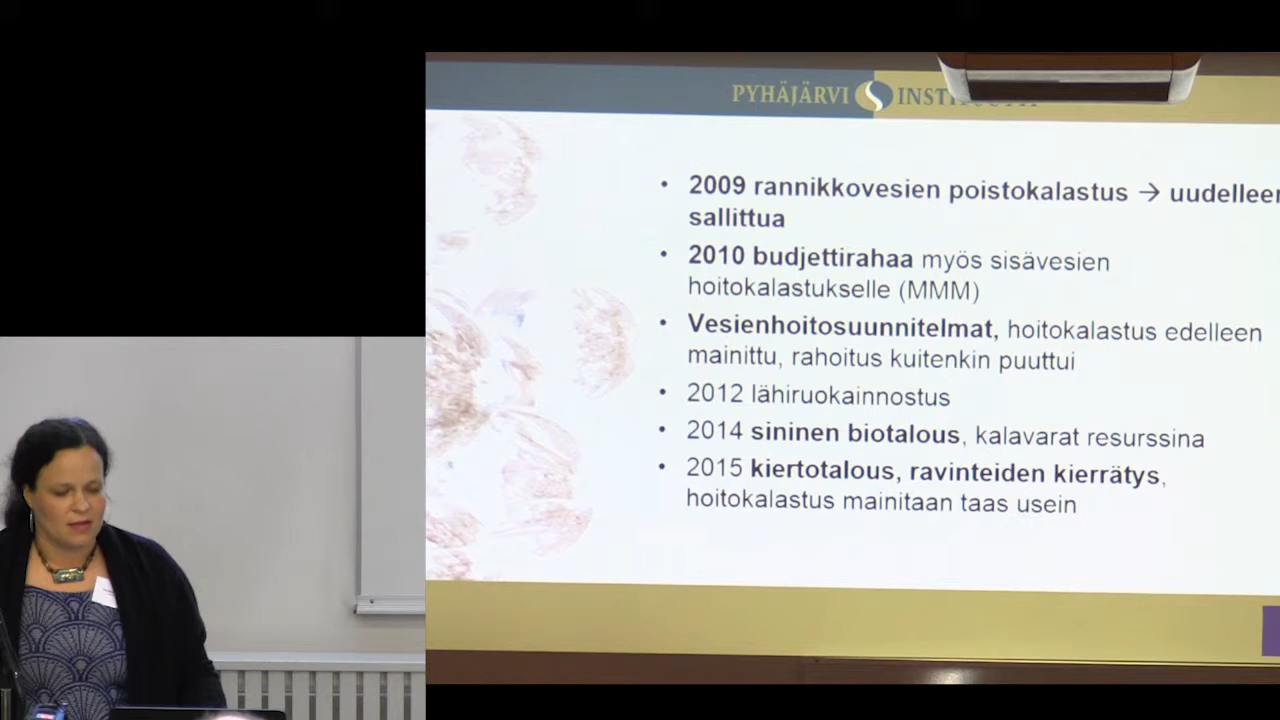 PYHÄJÄRVI
• 2009 rannikkovesien poistokalastus → uudelleen
sallittua
• 2010 budjettirahaa myös sisävesien
hoitokalastukselle (MMM)
• Vesienhoitosuunnitelmat, hoitokalastus edelleen
mainittu, rahoitus kuitenkin puuttui
• 2012 lähiruokainnostus
• 2014 sininen biotalous, kalavarat resurssina
• 2015 kiertotalous, ravinteiden kierrätys,
hoitokalastus mainitaan taas usein